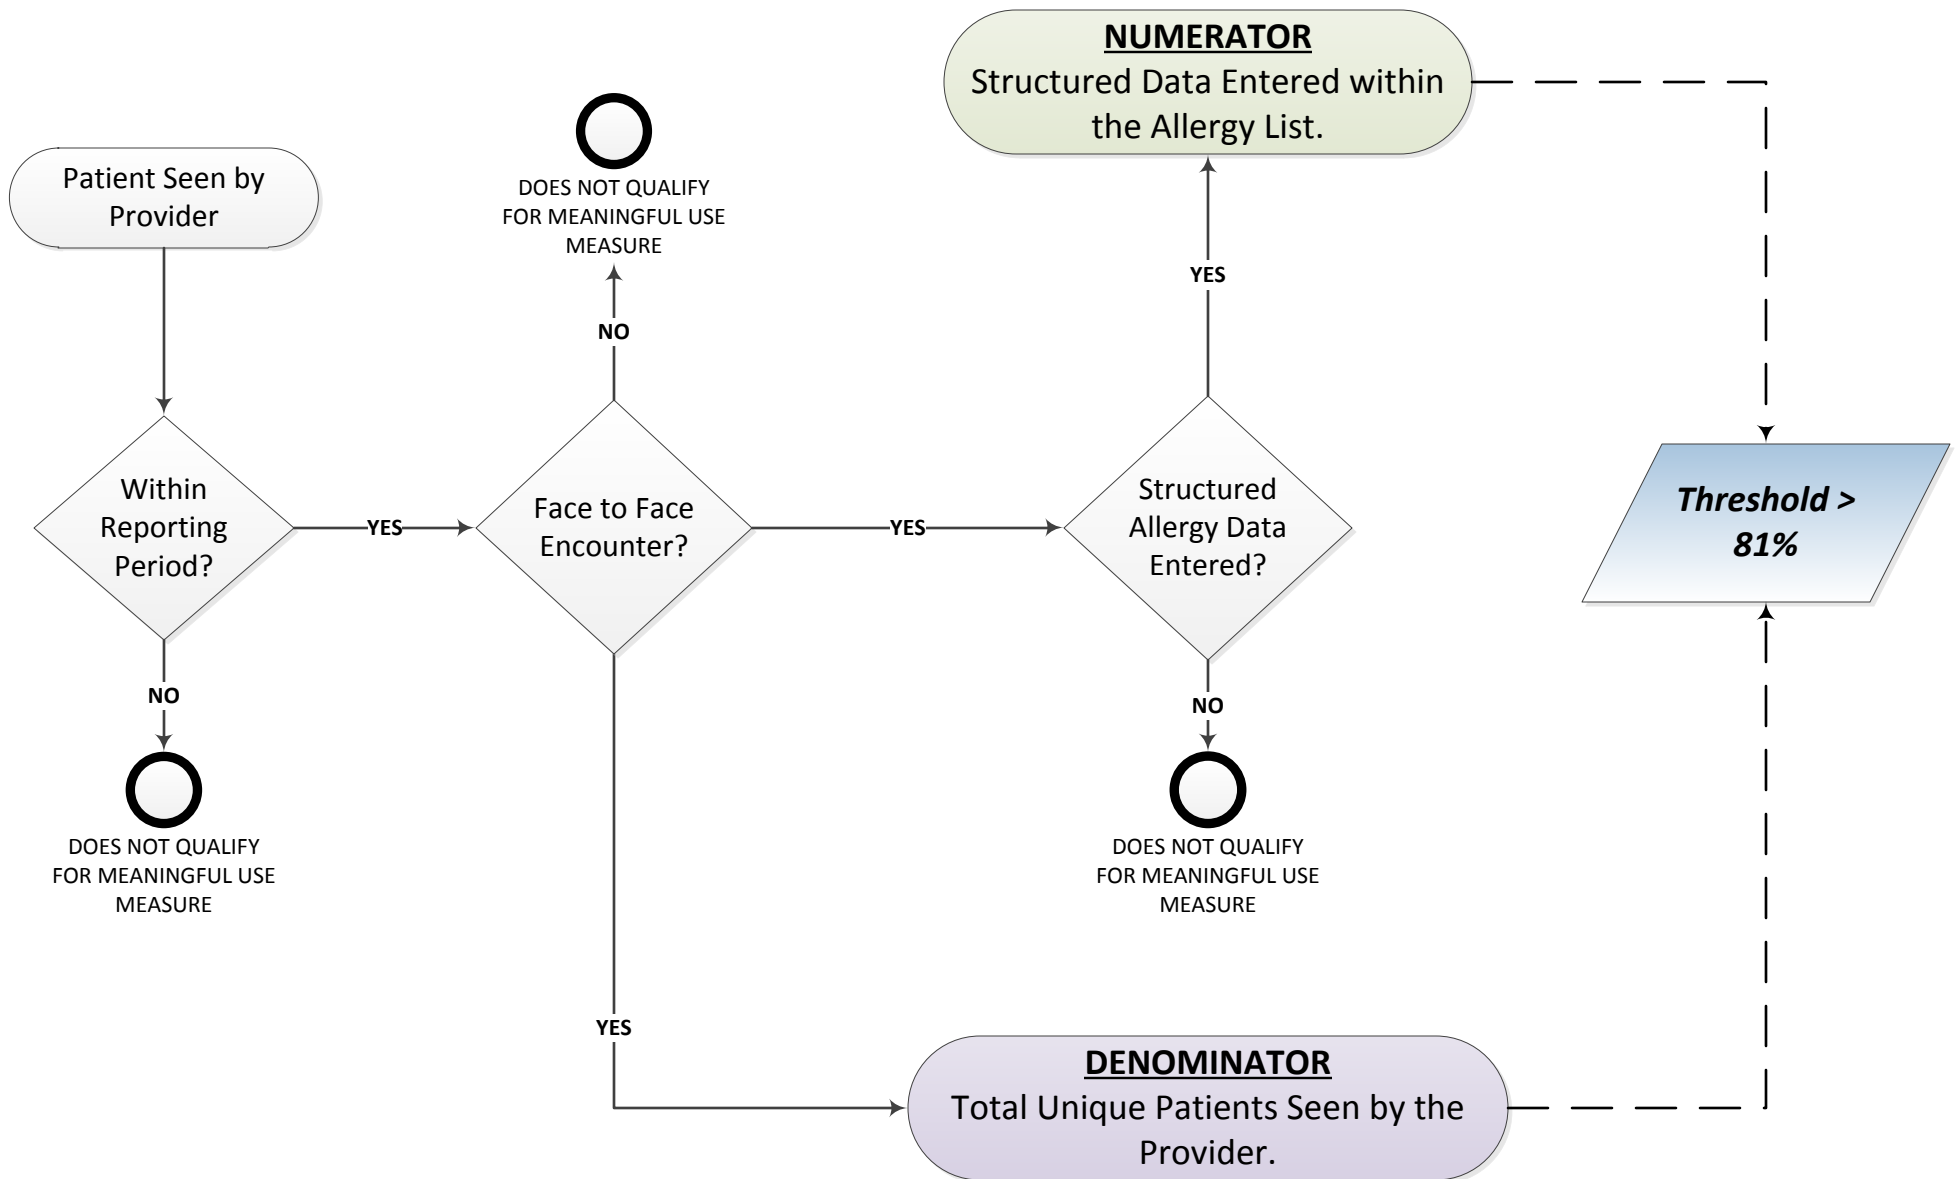 NUMERATOR
Structured Data Entered within
the Allergy List.
Patient Seen by
Provider
DOES NOT QUALIFY
FOR MEANINGFUL USE
MEASURE
YES
NO
Within
Reporting
Period?
YES
Face to Face
Encounter?
YES
Structured
Allergy Data
Entered?
Threshold >
81%
NO
NO
DOES NOT QUALIFY
FOR MEANINGFUL USE
MEASURE
DOES NOT QUALIFY
FOR MEANINGFUL USE
MEASURE
YES
DENOMINATOR
Total Unique Patients Seen by the
Provider.